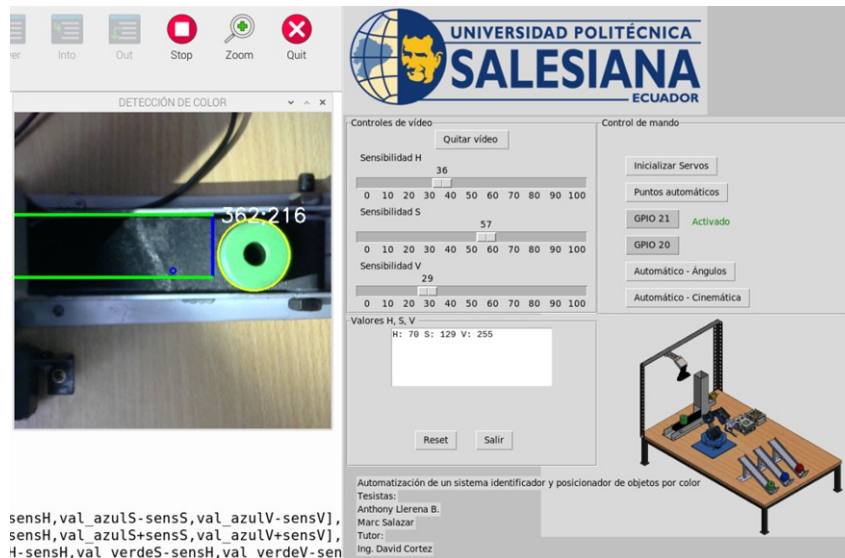 Into
Out
Stop
Zoom
Quit
DETECCIÓN DE COLOR
362;216
sensH,val_azulS-sensS,val_azulV-sensV],
sensH,val_azulS+sensS,val_azulV+sensV],
H-sensH,val_verdeS-sensH,val_verdeV-sen
UNIVERSIDAD POLITÉCNICA
SALESIANA
ECUADOR
Controles de vídeo
Quitar vídeo
Sensibilidad H
36
0 10 20 30 40 50 60 70 80 90 100
Sensibilidad S
57
0 10 20 30 40 50 60 70 80 90 100
Sensibilidad V
29
0 10 20 30 40 50 60 70 80 90 100
Control de mando
Inicializar Servos
Puntos automáticos
GPIO 21 Activado
GPIO 20
Automático - Ángulos
Automático - Cinemática
Valores H, S, V
H: 70 S: 129 V: 255
Reset Salir
Automatización de un sistema identificador y posicionador de objetos por color
Tesistas:
Anthony Llerena B.
Marc Salazar
Tutor:
Ing. David Cortez